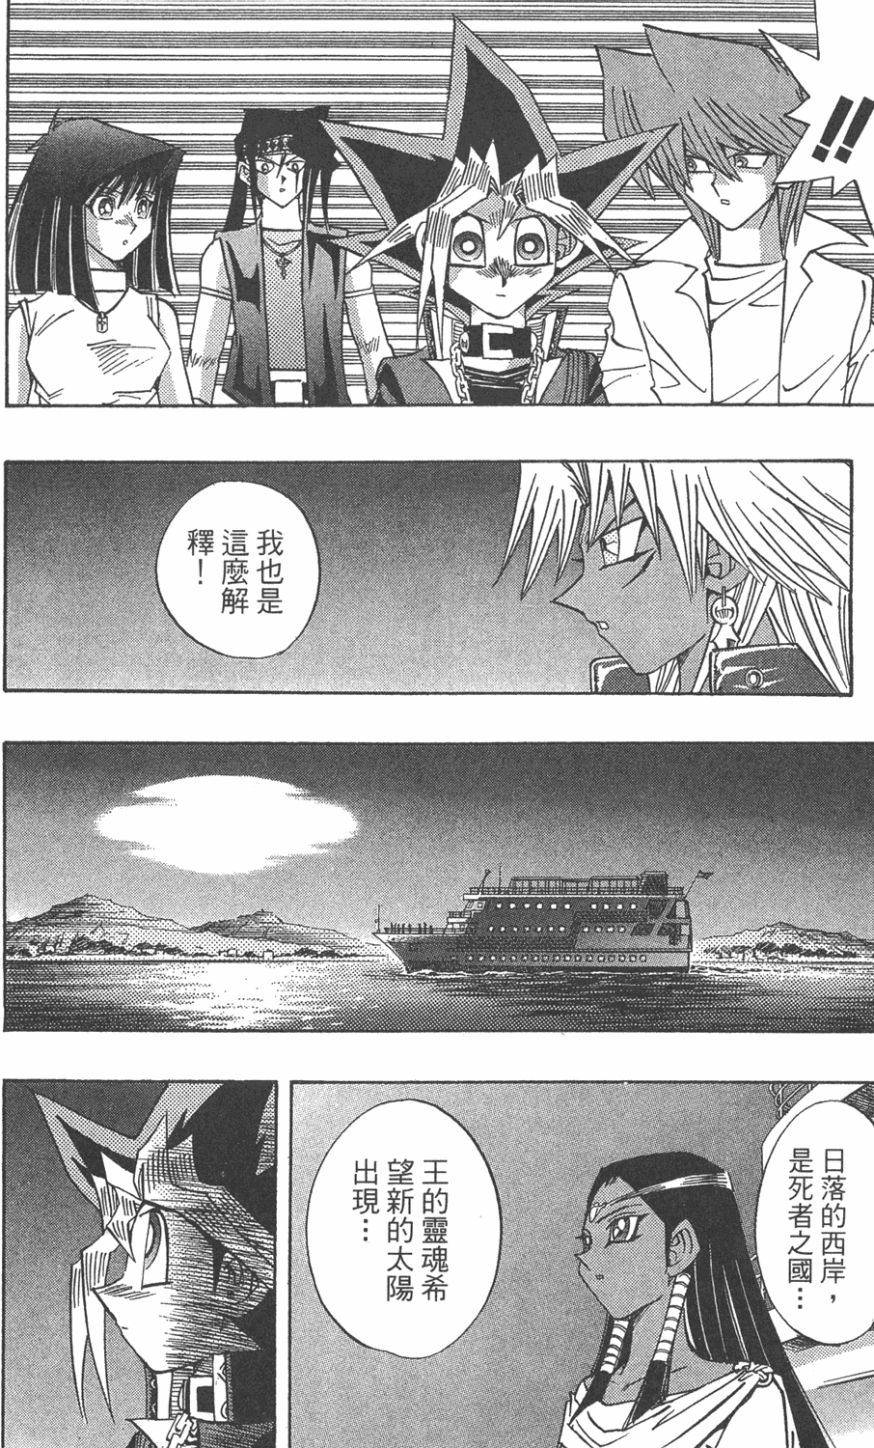 !!
我也是
這麼解
釋！
日落的西岸，
是死者之國…
王的靈魂希
望新的太陽
出現…